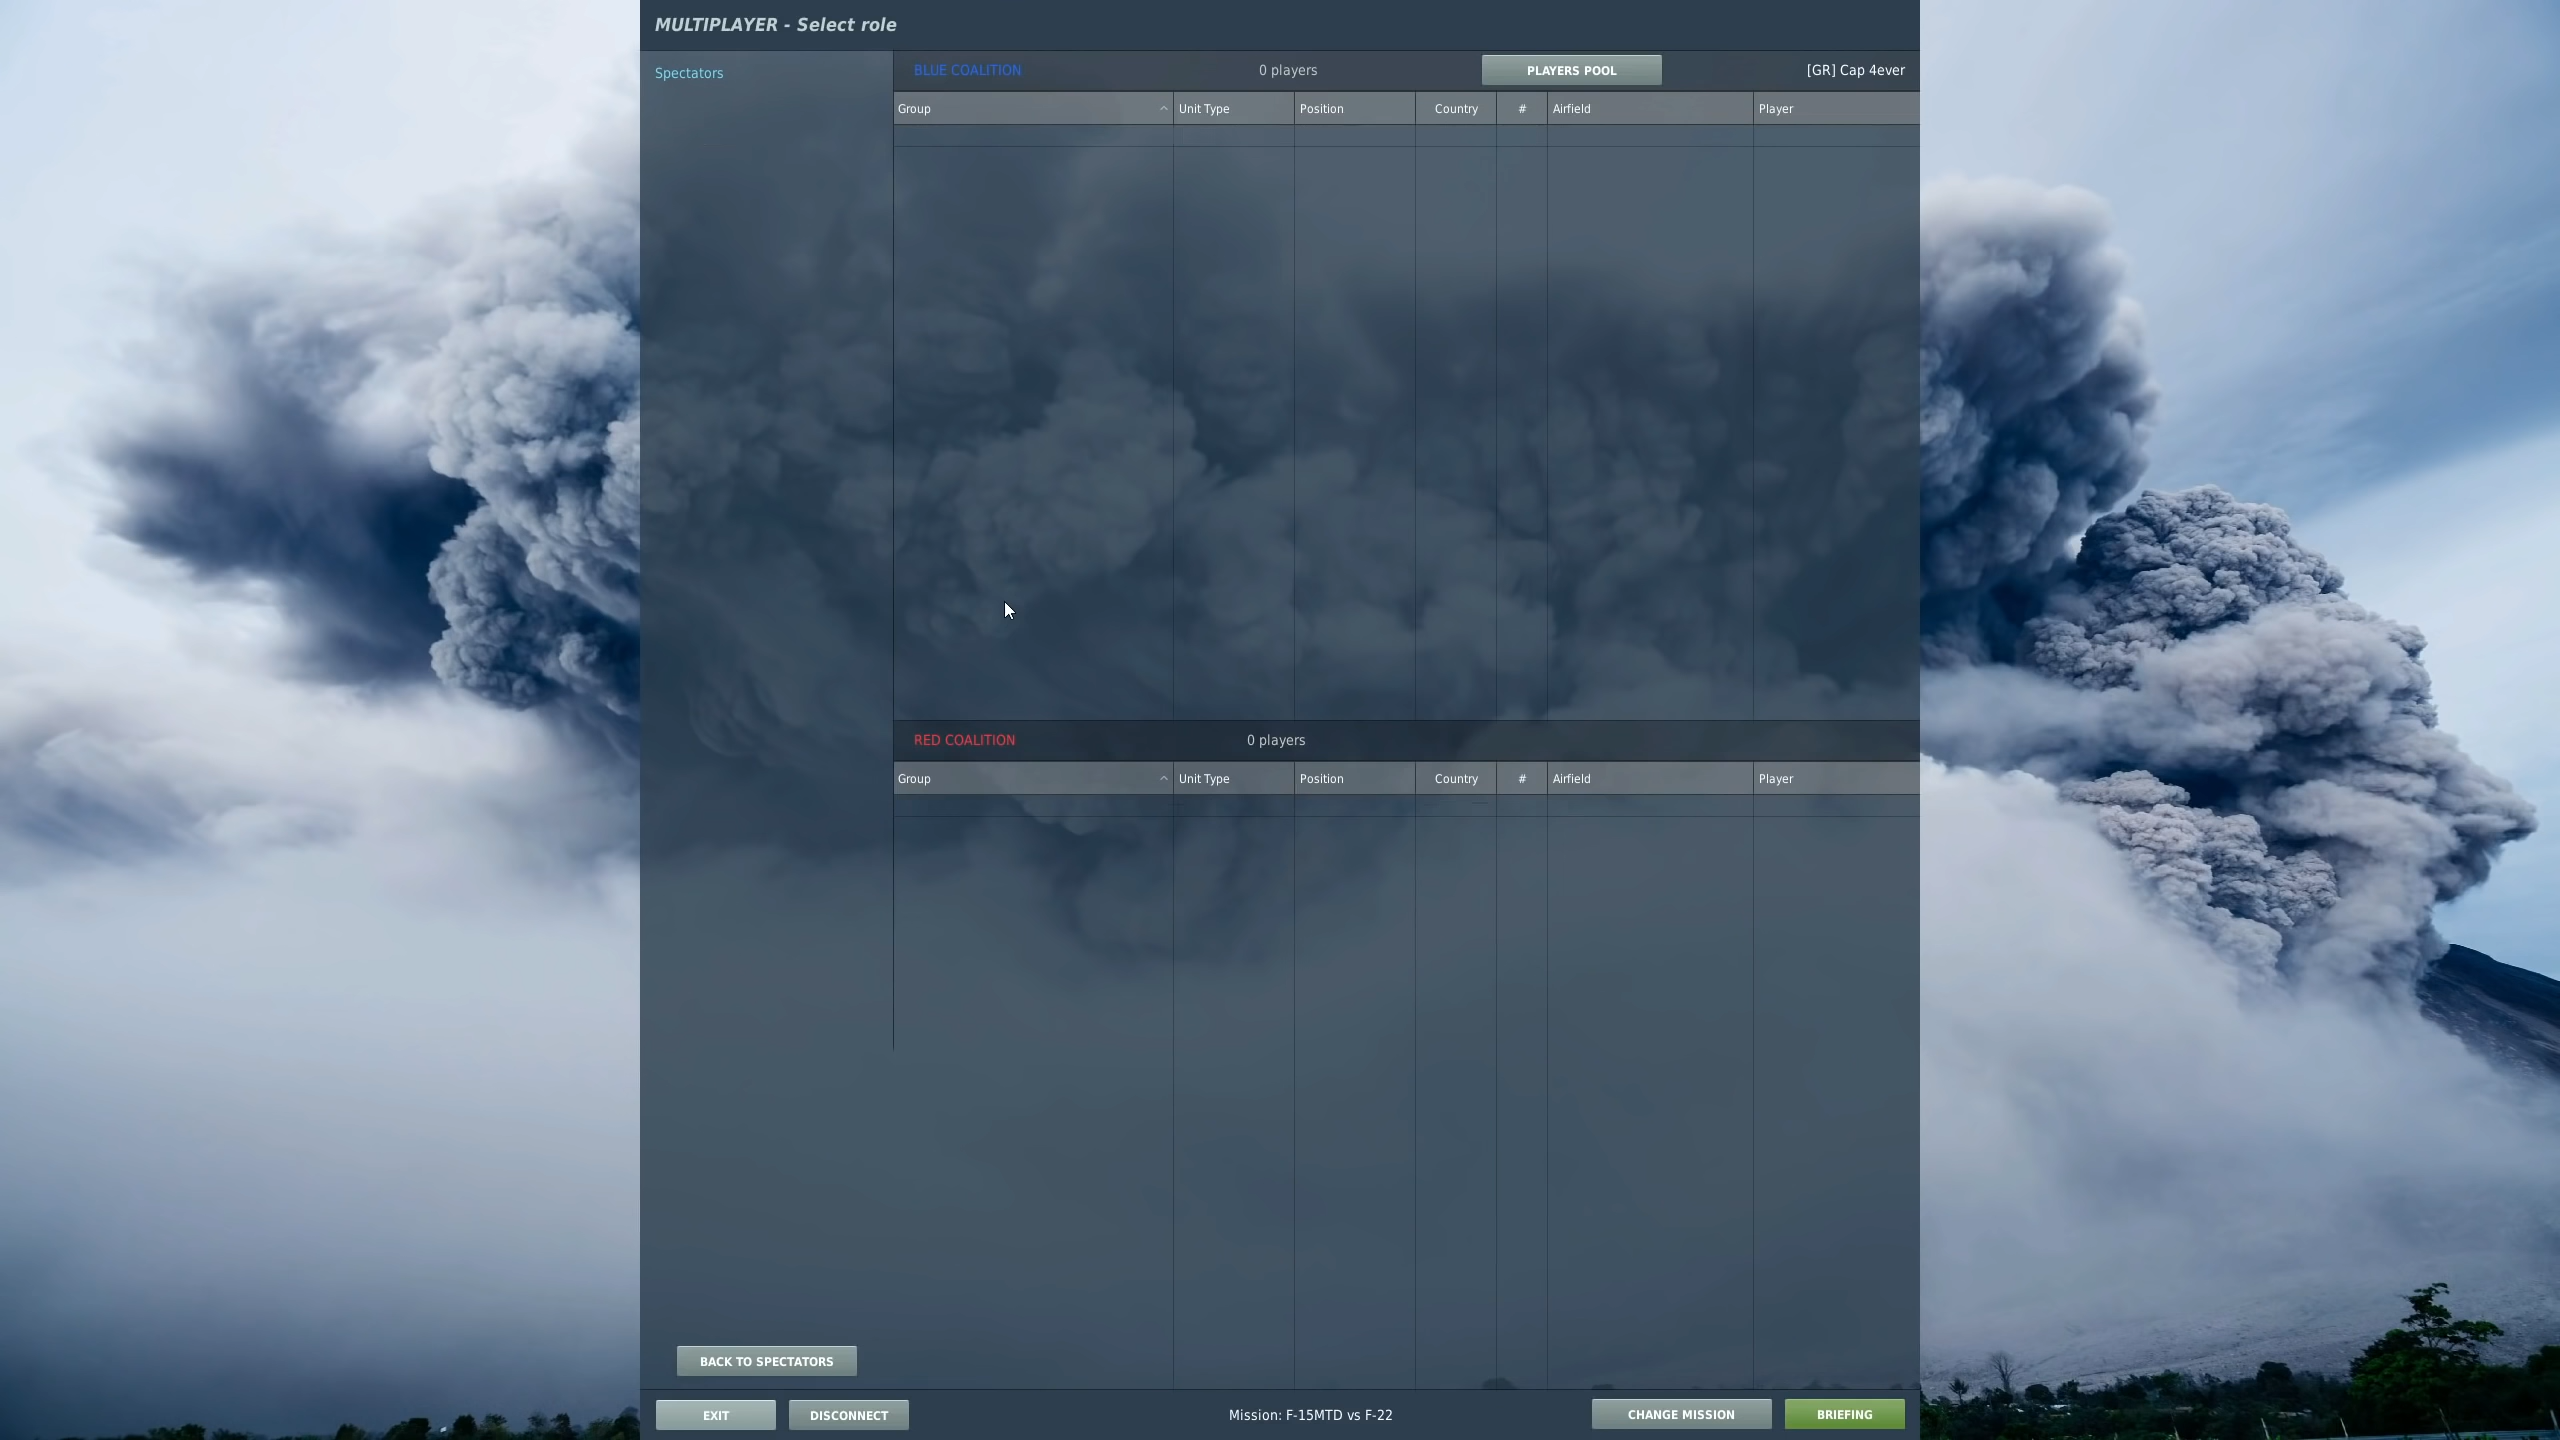 MULTIPLAYER - Select role
Spectators
BLUE COALITION 0 players PLAYERS POOL [GR] Cap 4ever
Group Unit Type Position Country # Airfield Player
RED COALITION 0 players
Group Unit Type Position Country # Airfield Player
BACK TO SPECTATORS
EXIT DISCONNECT Mission: F-15MTD vs F-22 CHANGE MISSION BRIEFING